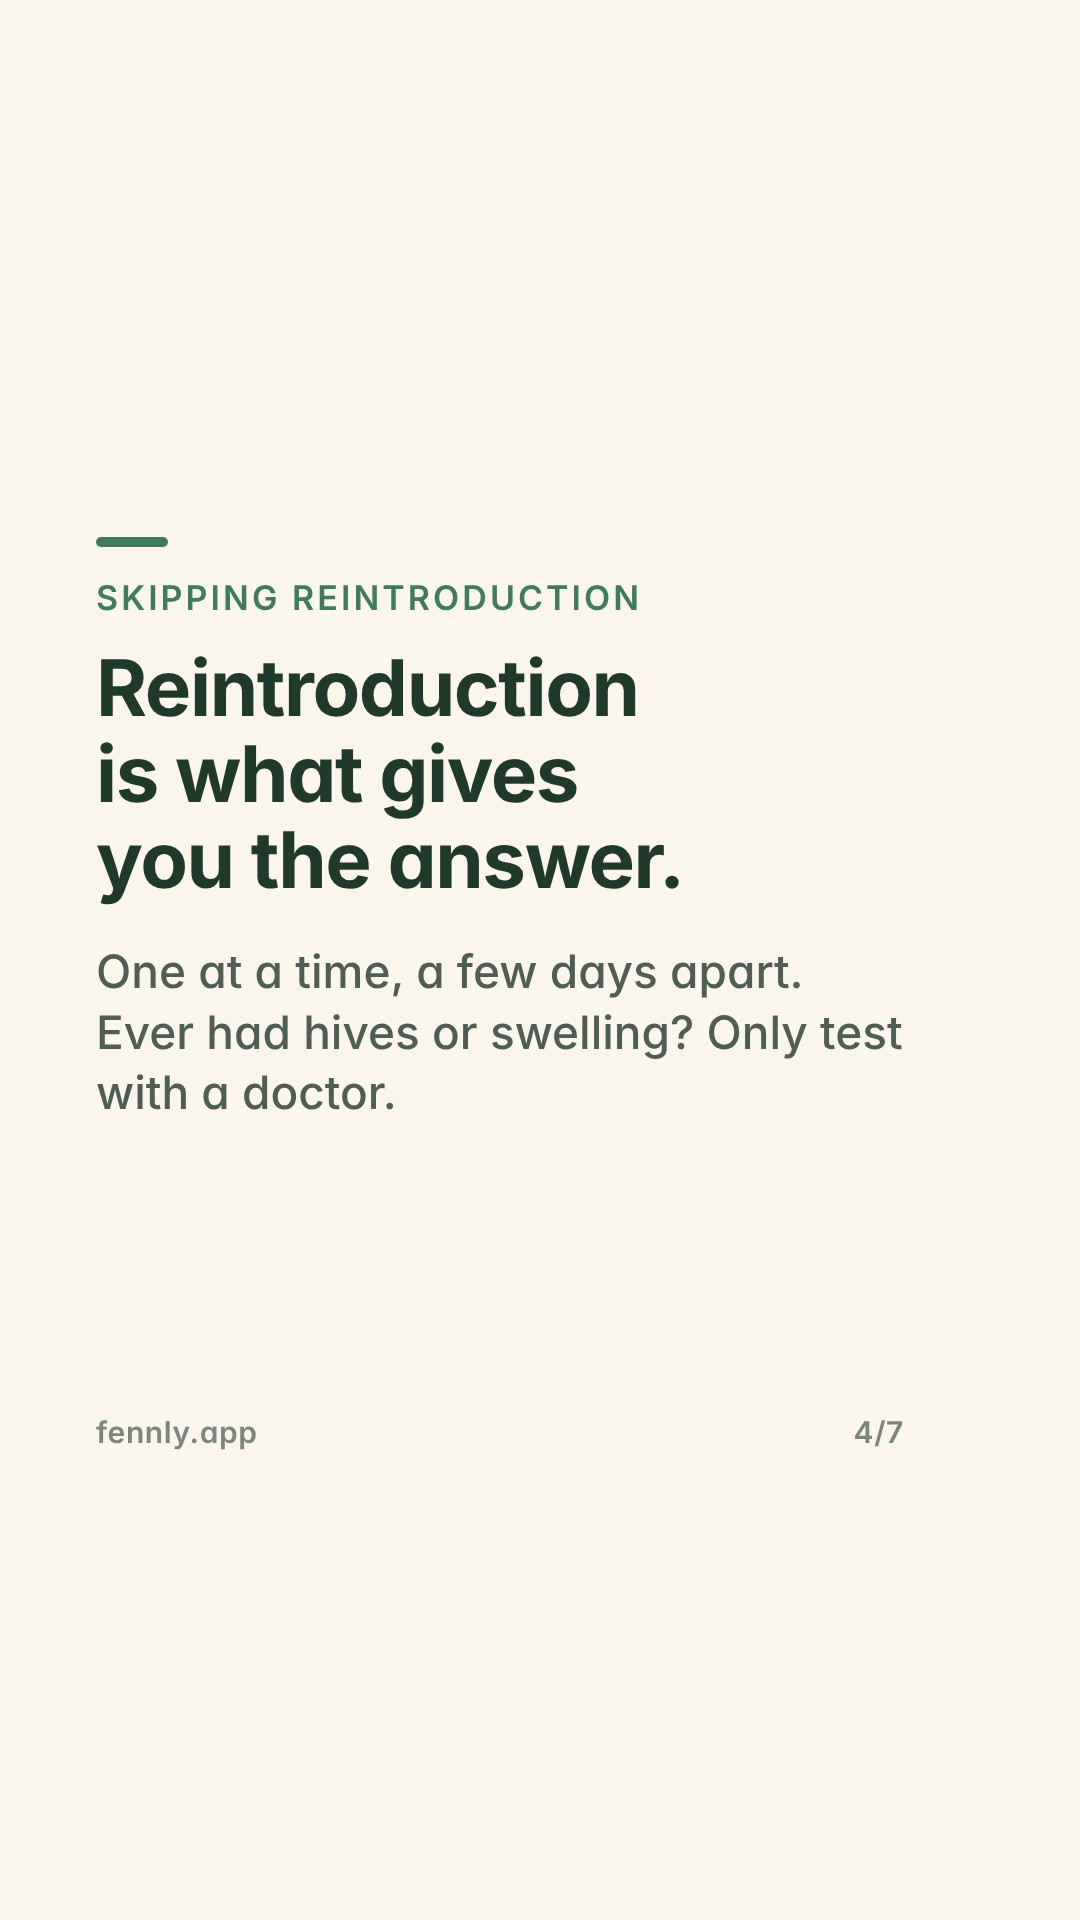 SKIPPING REINTRODUCTION
Reintroduction
is what gives
you the answer.
One at a time, a few days apart.
Ever had hives or swelling? Only test
with a doctor.
fennly.app
4/7